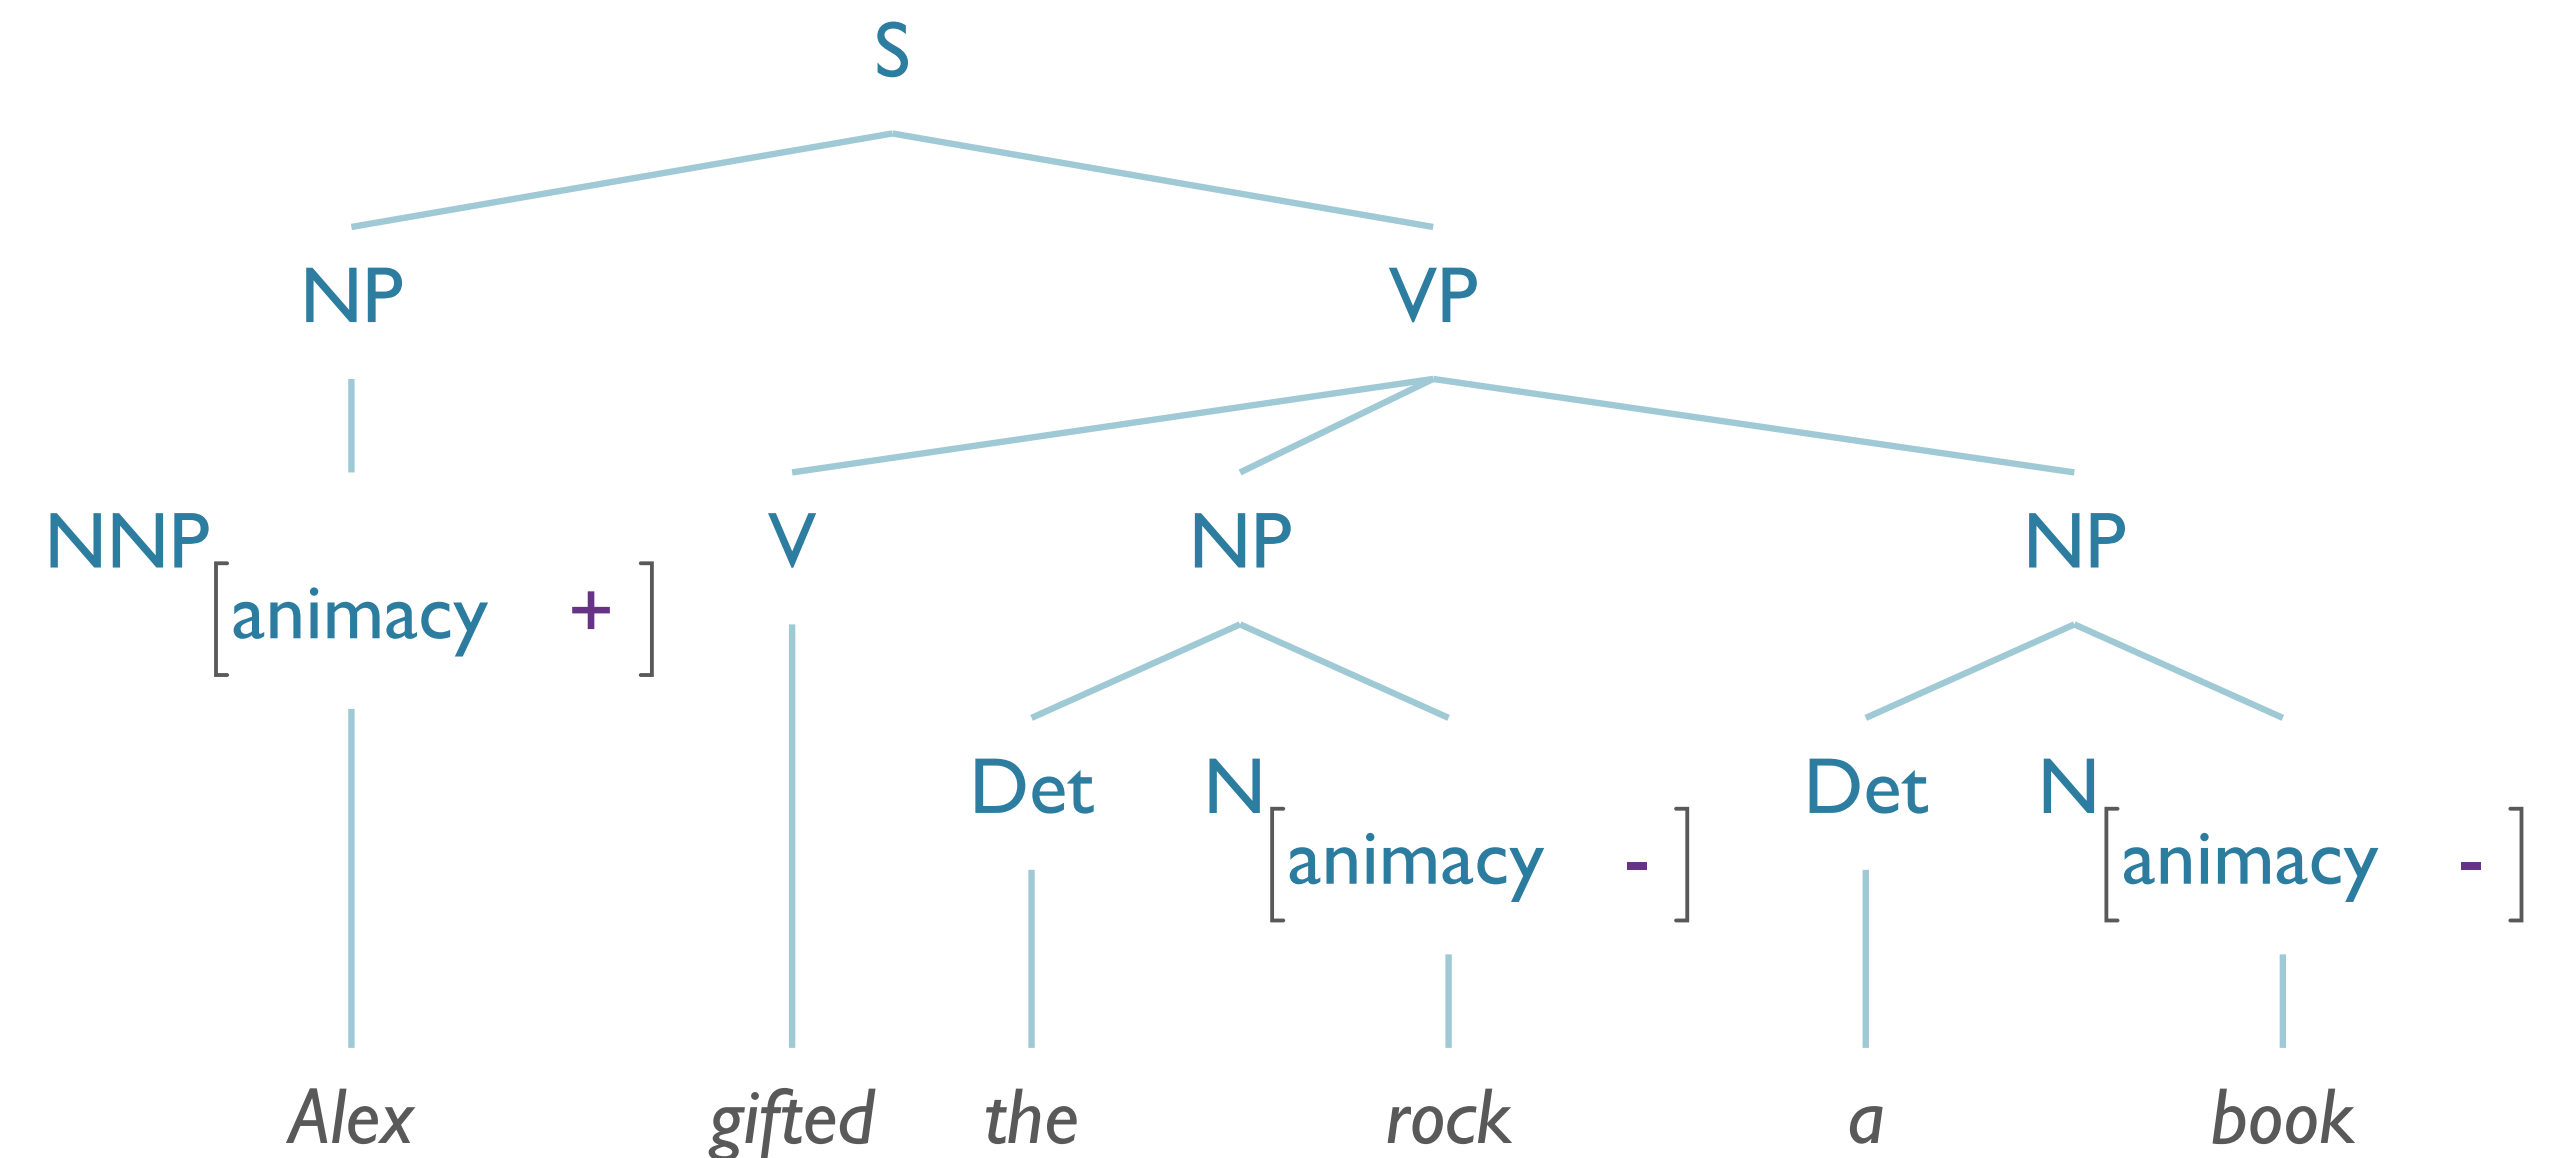 S
NP VP
NNP V NP NP
[animacy +]
Det N Det N
[animacy -] [animacy -]
Alex gifted the rock a book